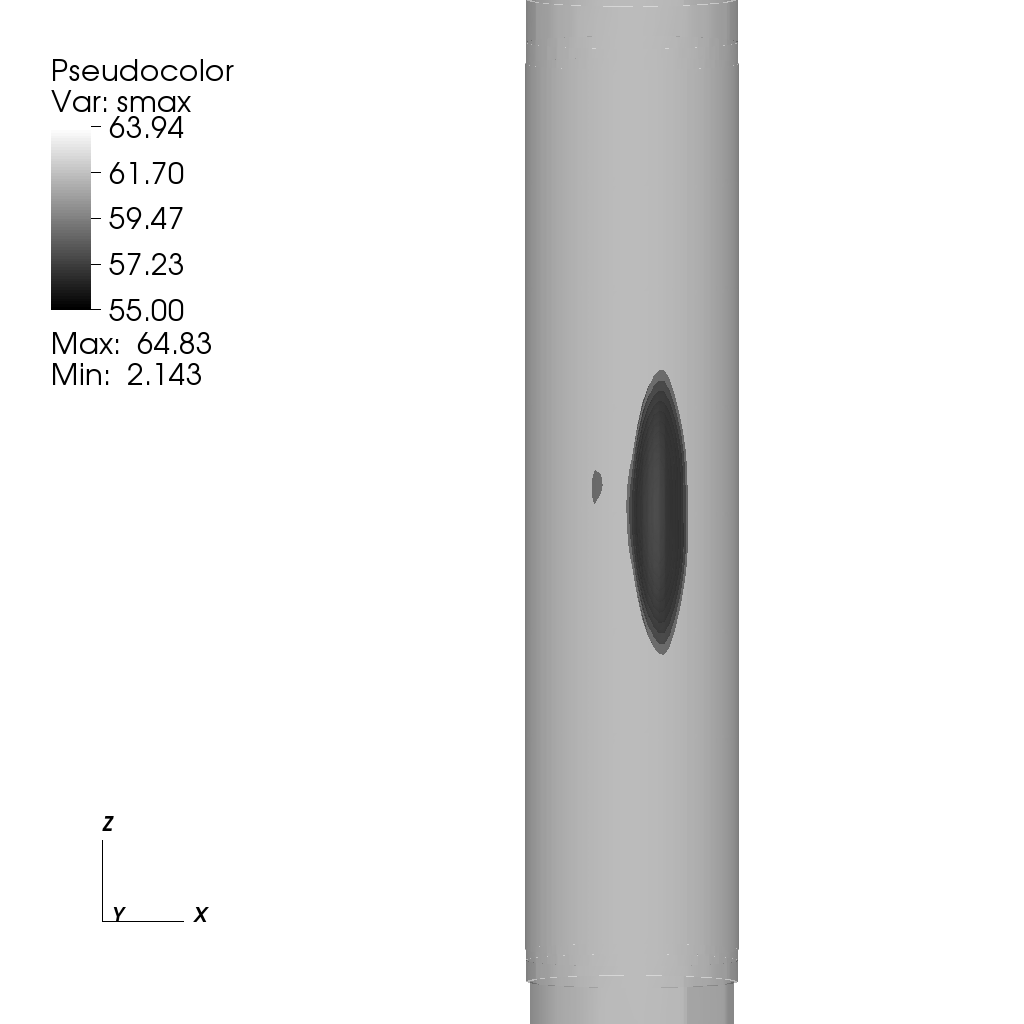 Pseudocolor
Var: smax
63.94
61.70
59.47
57.23
55.00
Max: 64.83
Min: 2.143
Z
Y X